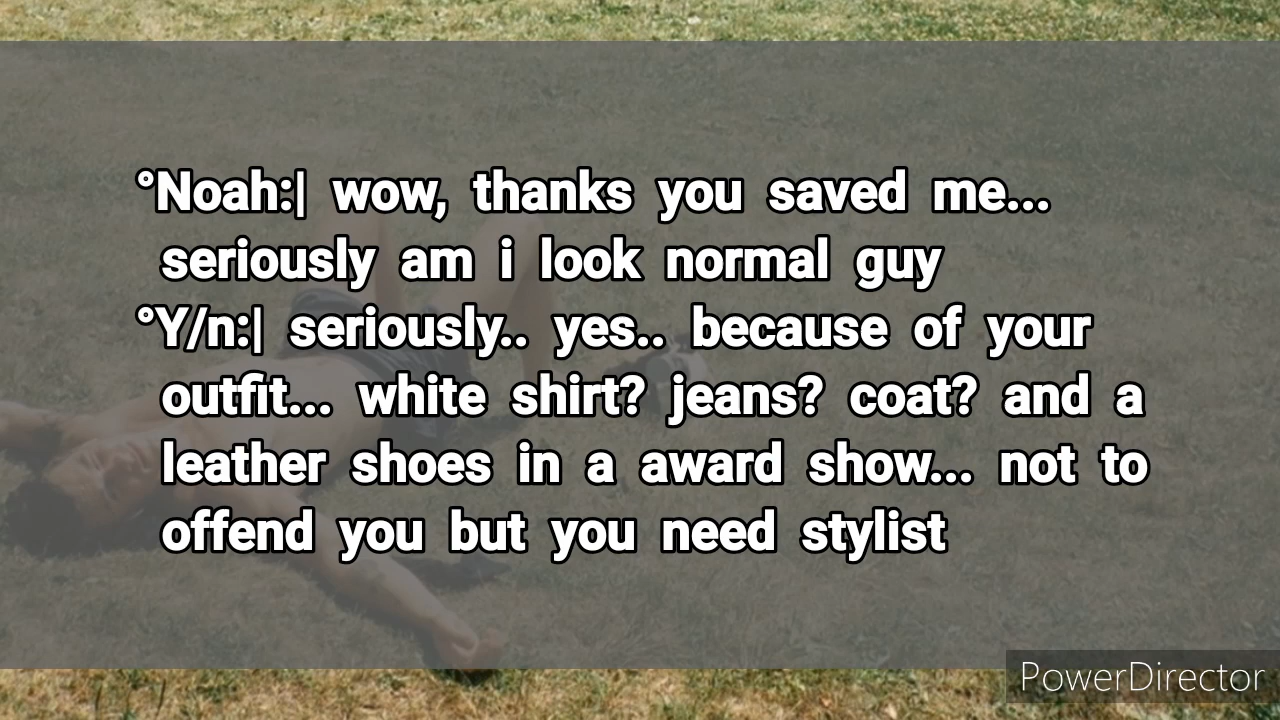 °Noah:| wow, thanks you saved me...
seriously am i look normal guy
°Y/n:| seriously.. yes.. because of your
outfit... white shirt? jeans? coat? and a
leather shoes in a award show... not to
offend you but you need stylist
PowerDirector